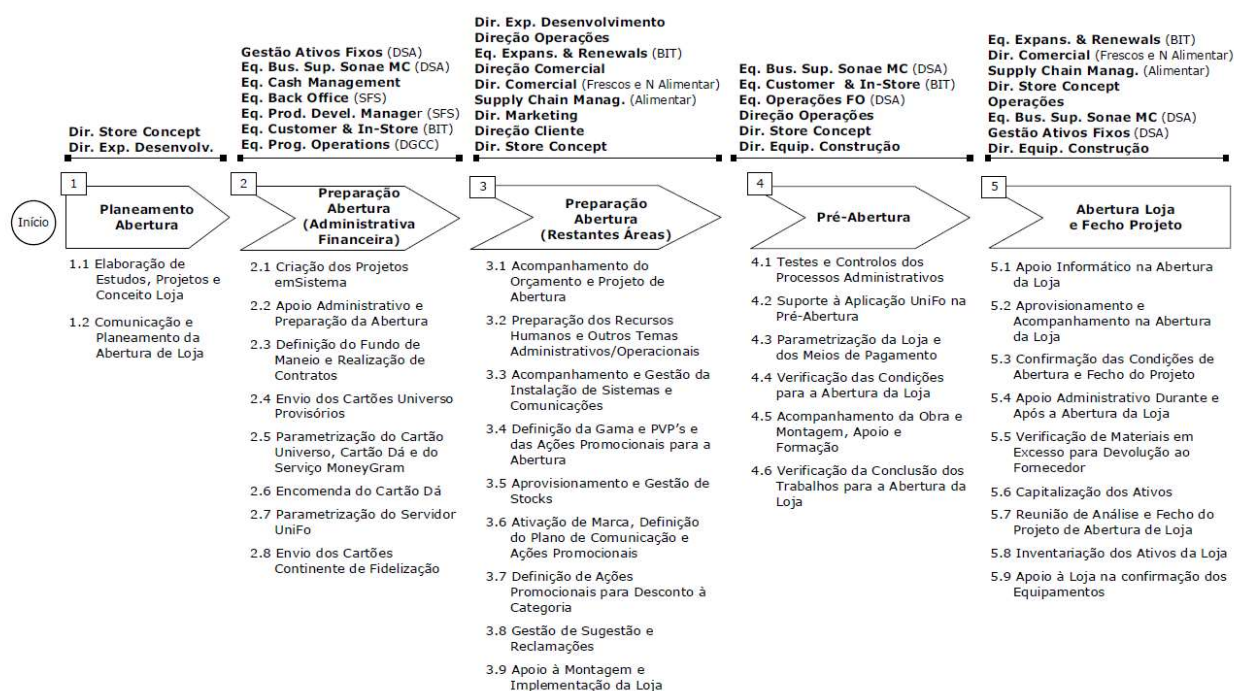 Dir. Store Concept
Dir. Exp. Desenvolv.
Gestão Ativos Fixos (DSA)
Eq. Bus. Sup. Sonae MC (DSA)
Eq. Cash Management
Eq. Back Office (SFS)
Eq. Prod. Devel. Manager (SFS)
Eq. Customer & In-Store (BIT)
Eq. Prog. Operations (DGCC)
Dir. Exp. Desenvolvimento
Direção Operações
Eq. Expans. & Renewals (BIT)
Direção Comercial
Dir. Comercial (Frescos e N Alimentar)
Supply Chain Manag. (Alimentar)
Dir. Marketing
Direção Cliente
Dir. Store Concept
Eq. Bus. Sup. Sonae MC (DSA)
Eq. Customer & In-Store (BIT)
Eq. Operações FO (DSA)
Direção Operações
Dir. Store Concept
Dir. Equip. Construção
Eq. Expans. & Renewals (BIT)
Dir. Comercial (Frescos e N Alimentar)
Supply Chain Manag. (Alimentar)
Dir. Store Concept
Operações
Eq. Bus. Sup. Sonae MC (DSA)
Gestão Ativos Fixos (DSA)
Dir. Equip. Construção
Início
1
Planeamento
Abertura
1.1 Elaboração de
Estudos, Projetos e
Conceito Loja
1.2 Comunicação e
Planeamento da
Abertura de Loja
2
Preparação
Abertura
(Administrativa
Financeira)
2.1 Criação dos Projetos
emSistema
2.2 Apoio Administrativo e
Preparação da Abertura
2.3 Definição do Fundo de
Maneio e Realização de
Contratos
2.4 Envio dos Cartões Universo
Provisórios
2.5 Parametrização do Cartão
Universo, Cartão Dá e do
Serviço MoneyGram
2.6 Encomenda do Cartão Dá
2.7 Parametrização do Servidor
UniFo
2.8 Envio dos Cartões
Continente de Fidelização
3
Preparação
Abertura
(Restantes Áreas)
3.1 Acompanhamento do
Orçamento e Projeto de
Abertura
3.2 Preparação dos Recursos
Humanos e Outros Temas
Administrativos/Operacionais
3.3 Acompanhamento e Gestão da
Instalação de Sistemas e
Comunicações
3.4 Definição da Gama e PVP's e
das Ações Promocionais para a
Abertura
3.5 Aprovisionamento e Gestão de
Stocks
3.6 Ativação de Marca, Definição
do Plano de Comunicação e
Ações Promocionais
3.7 Definição de Ações
Promocionais para Desconto à
Categoria
3.8 Gestão de Sugestão e
Reclamações
3.9 Apoio à Montagem e
Implementação da Loja
4
Pré-Abertura
4.1 Testes e Controlos dos
Processos Administrativos
4.2 Suporte à Aplicação UniFo na
Pré-Abertura
4.3 Parametrização da Loja e
dos Meios de Pagamento
4.4 Verificação das Condições
para a Abertura da Loja
4.5 Acompanhamento da Obra e
Montagem, Apoio e
Formação
4.6 Verificação da Conclusão dos
Trabalhos para a Abertura da
Loja
5
Abertura Loja
e Fecho Projeto
5.1 Apoio Informático na Abertura
da Loja
5.2 Aprovisionamento e
Acompanhamento na Abertura
da Loja
5.3 Confirmação das Condições de
Abertura e Fecho do Projeto
5.4 Apoio Administrativo Durante e
Após a Abertura da Loja
5.5 Verificação de Materiais em
Excesso para Devolução ao
Fornecedor
5.6 Capitalização dos Ativos
5.7 Reunião de Análise e Fecho do
Projeto de Abertura de Loja
5.8 Inventariação dos Ativos da Loja
5.9 Apoio à Loja na confirmação dos
Equipamentos